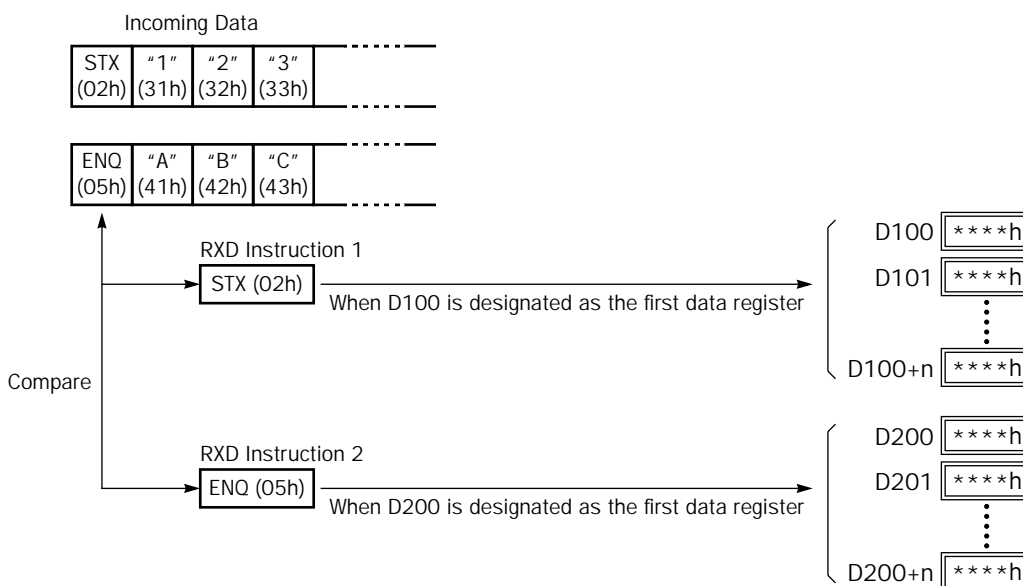 Incoming Data
STX "1" "2" "3"
(02h) (31h) (32h) (33h)
ENQ "A" "B" "C"
(05h) (41h) (42h) (43h)
D100 ****h
RXD Instruction 1
D101 ****h
STX (02h)
When D100 is designated as the first data register
D100+n ****h
Compare
D200 ****h
RXD Instruction 2
D201 ****h
ENQ (05h)
When D200 is designated as the first data register
D200+n ****h